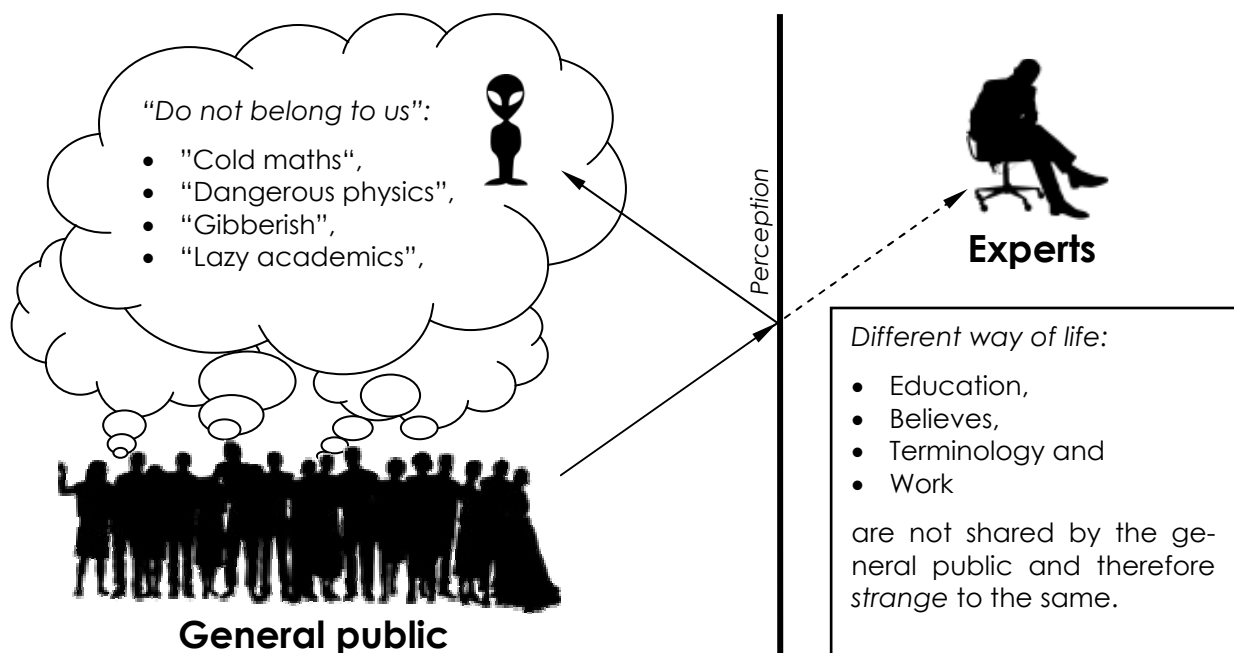 “Do not belong to us”:
• ”Cold maths“,
• “Dangerous physics”,
• “Gibberish”,
• “Lazy academics”,
General public
Perception
Experts
Different way of life:
• Education,
• Believes,
• Terminology and
• Work
are not shared by the ge-
neral public and therefore
strange to the same.